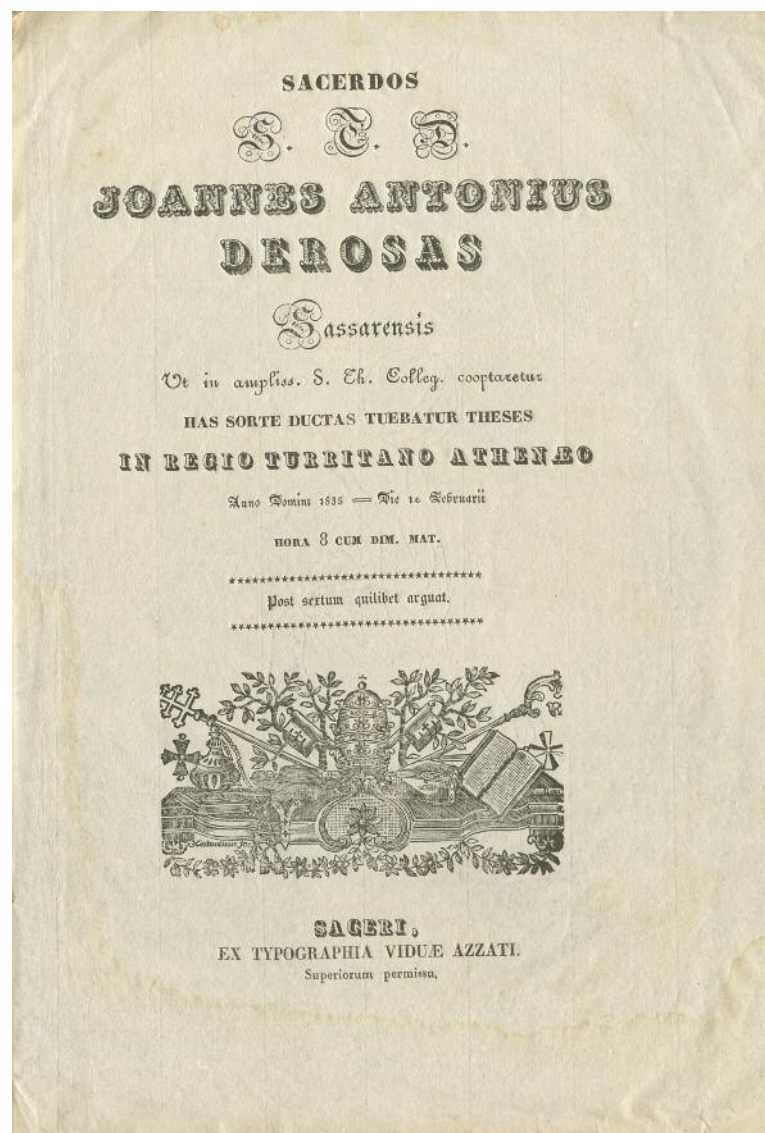 SACERDOS
S. T. D.
JOANNES ANTONIUS
DEROSAS
Sassarensis
Ut in ampliss. S. Th. Colleg. cooptaretur
HAS SORTE DUCTAS TUEBATUR THESES
IN REGIO TURRITANO ATHENÆO
Anno Domini 1835 = Die Februarii
HORA 8 CUM DIM. MAT.
*********************************
Post sextum quilibet arguat.
*********************************
SACERI,
EX TYPOGRAPHIA VIDUÆ AZZATI.
Superiorum permissu,